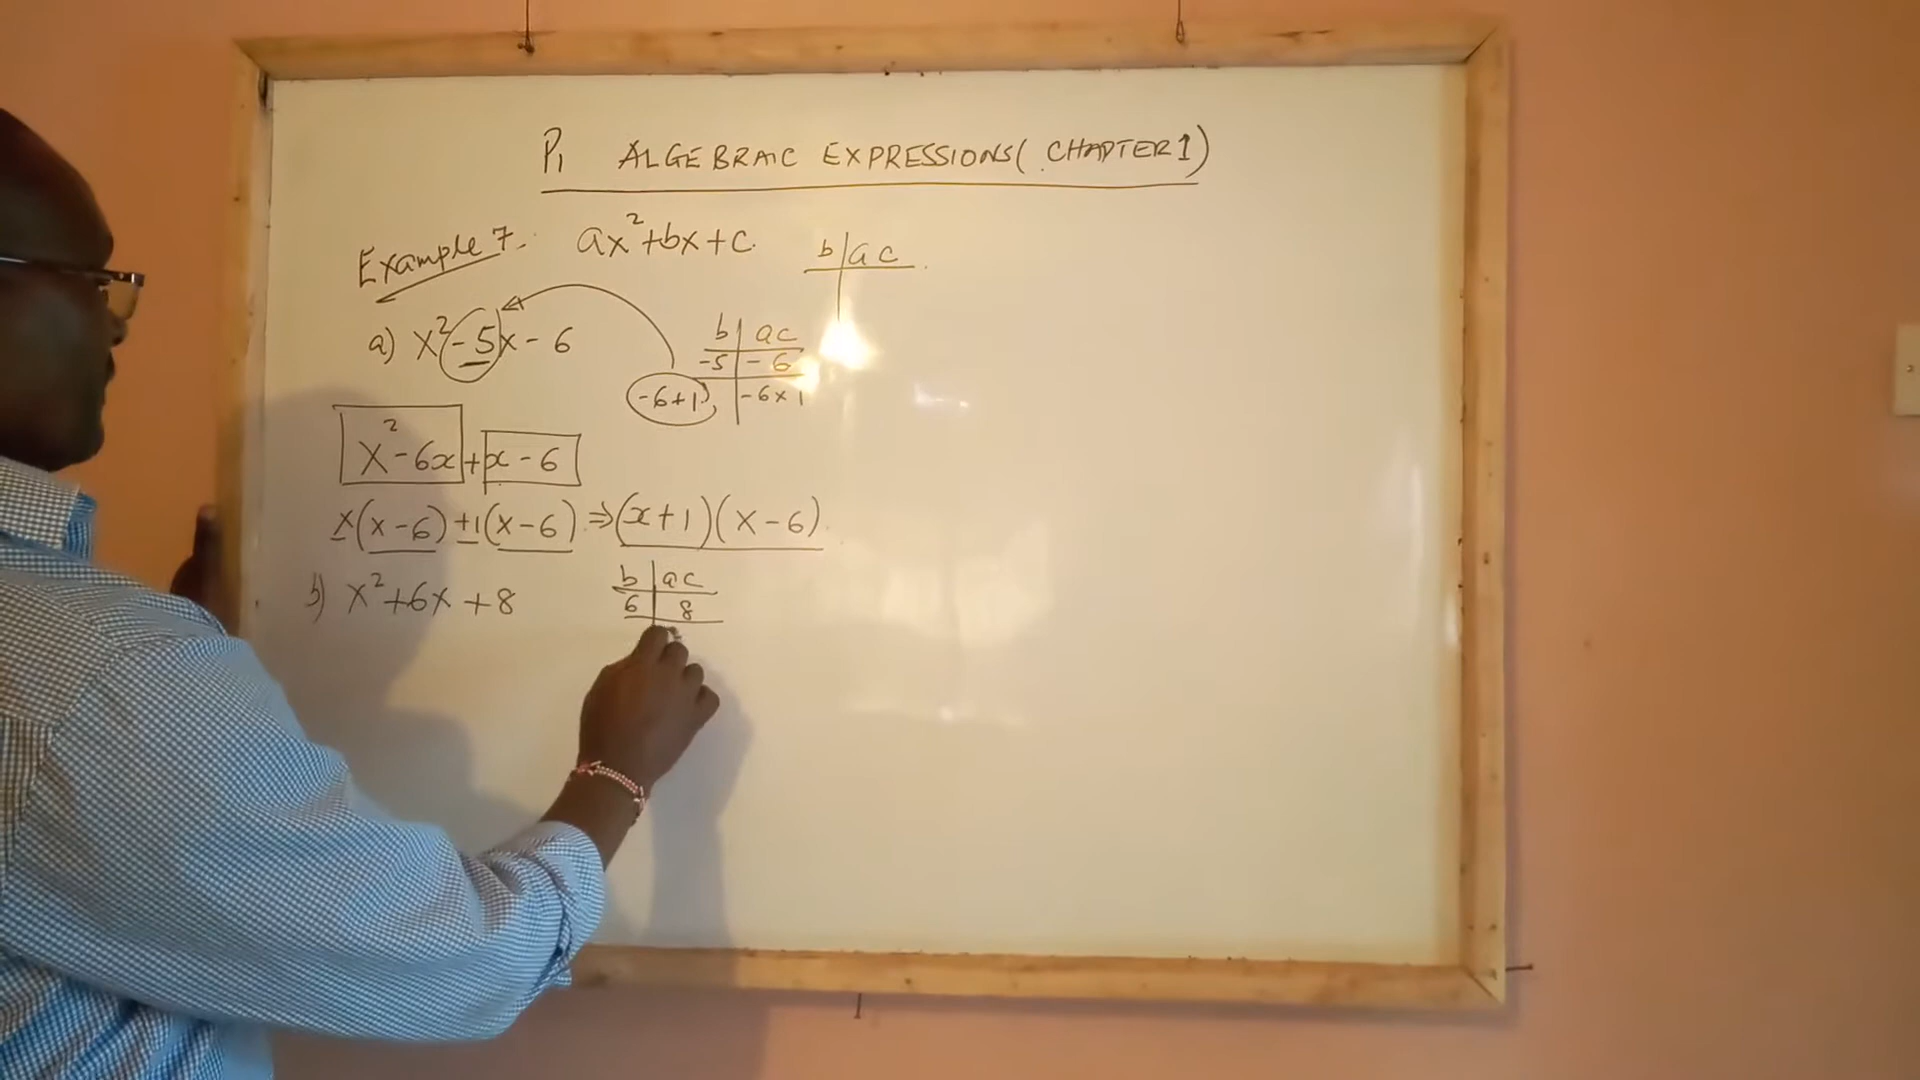 P1 ALGEBRAIC EXPRESSIONS (CHAPTER 1)
Example 7. ax²+bx+c.
b | ac
a) x²-5x-6
b | ac
-5 | -6
-6+1 | -6×1
x²-6x+x-6
x(x-6)+1(x-6) ⇒ (x+1)(x-6)
b) x²+6x+8
b | ac
6 | 8